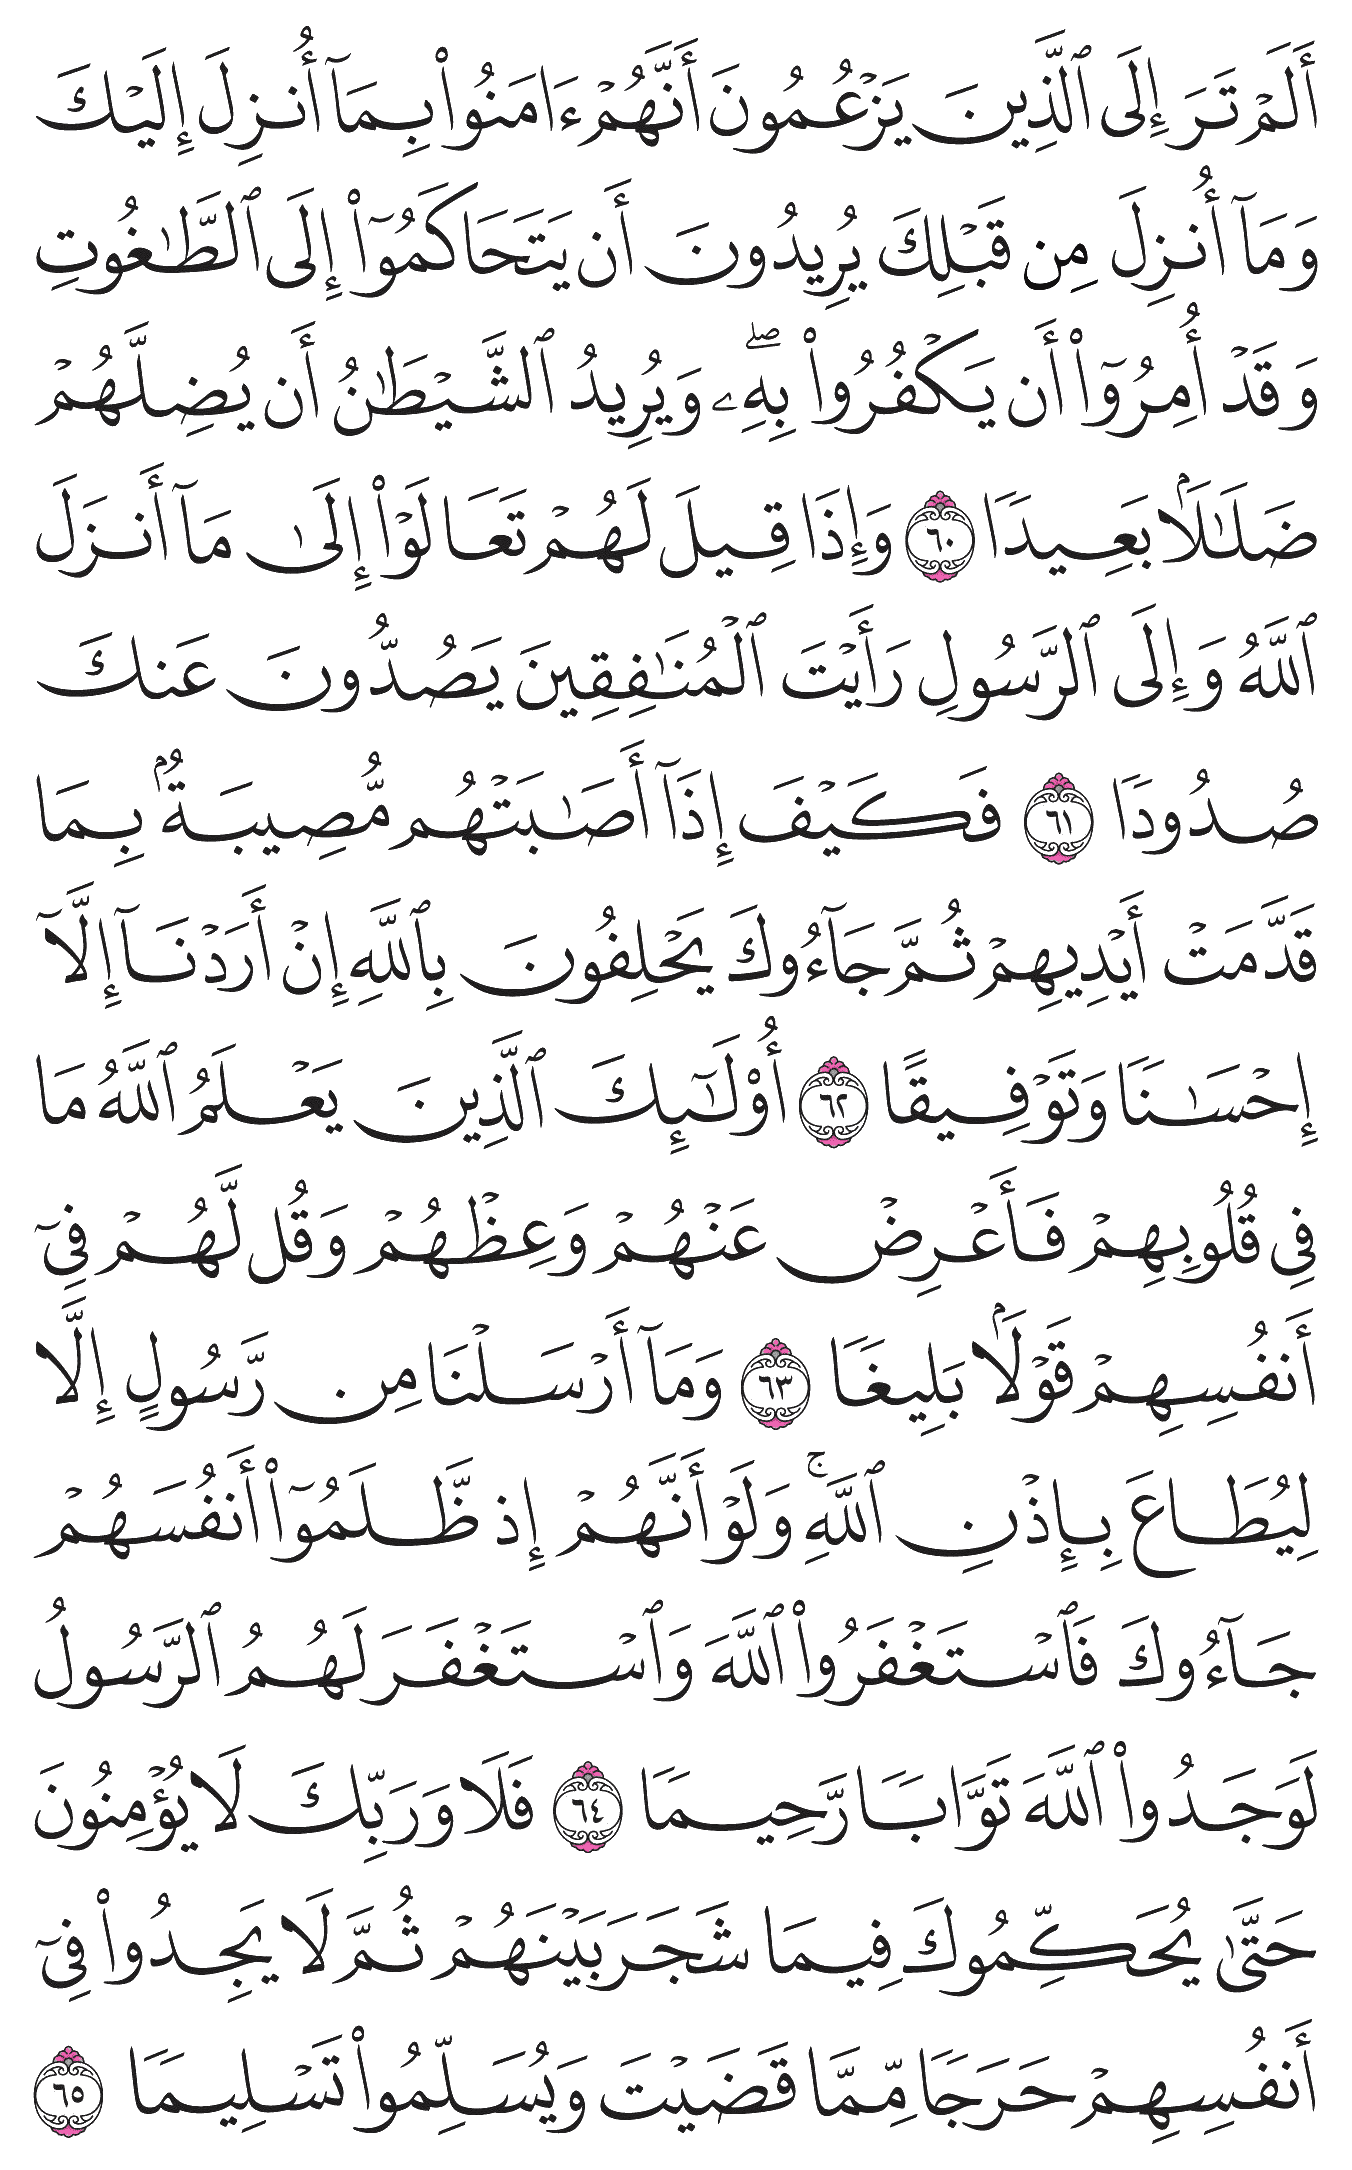 أَلَمۡ تَرَ إِلَى ٱلَّذِينَ يَزۡعُمُونَ أَنَّهُمۡ ءَامَنُواْ بِمَآ أُنزِلَ إِلَيۡكَ
وَمَآ أُنزِلَ مِن قَبۡلِكَ يُرِيدُونَ أَن يَتَحَاكَمُوٓاْ إِلَى ٱلطَّٰغُوتِ
وَقَدۡ أُمِرُوٓاْ أَن يَكۡفُرُواْ بِهِۦۖ وَيُرِيدُ ٱلشَّيۡطَٰنُ أَن يُضِلَّهُمۡ
ضَلَٰلَۢا بَعِيدٗا ٦٠ وَإِذَا قِيلَ لَهُمۡ تَعَالَوۡاْ إِلَىٰ مَآ أَنزَلَ
ٱللَّهُ وَإِلَى ٱلرَّسُولِ رَأَيۡتَ ٱلۡمُنَٰفِقِينَ يَصُدُّونَ عَنكَ
صُدُودٗا ٦١ فَكَيۡفَ إِذَآ أَصَٰبَتۡهُم مُّصِيبَةُۢ بِمَا
قَدَّمَتۡ أَيۡدِيهِمۡ ثُمَّ جَآءُوكَ يَحۡلِفُونَ بِٱللَّهِ إِنۡ أَرَدۡنَآ إِلَّآ
إِحۡسَٰنٗا وَتَوۡفِيقًا ٦٢ أُوْلَٰٓئِكَ ٱلَّذِينَ يَعۡلَمُ ٱللَّهُ مَا
فِي قُلُوبِهِمۡ فَأَعۡرِضۡ عَنۡهُمۡ وَعِظۡهُمۡ وَقُل لَّهُمۡ فِيٓ
أَنفُسِهِمۡ قَوۡلَۢا بَلِيغٗا ٦٣ وَمَآ أَرۡسَلۡنَا مِن رَّسُولٍ إِلَّا
لِيُطَاعَ بِإِذۡنِ ٱللَّهِۚ وَلَوۡ أَنَّهُمۡ إِذ ظَّلَمُوٓاْ أَنفُسَهُمۡ
جَآءُوكَ فَٱسۡتَغۡفَرُواْ ٱللَّهَ وَٱسۡتَغۡفَرَ لَهُمُ ٱلرَّسُولُ
لَوَجَدُواْ ٱللَّهَ تَوَّابٗا رَّحِيمٗا ٦٤ فَلَا وَرَبِّكَ لَا يُؤۡمِنُونَ
حَتَّىٰ يُحَكِّمُوكَ فِيمَا شَجَرَ بَيۡنَهُمۡ ثُمَّ لَا يَجِدُواْ فِيٓ
أَنفُسِهِمۡ حَرَجٗا مِّمَّا قَضَيۡتَ وَيُسَلِّمُواْ تَسۡلِيمٗا ٦٥